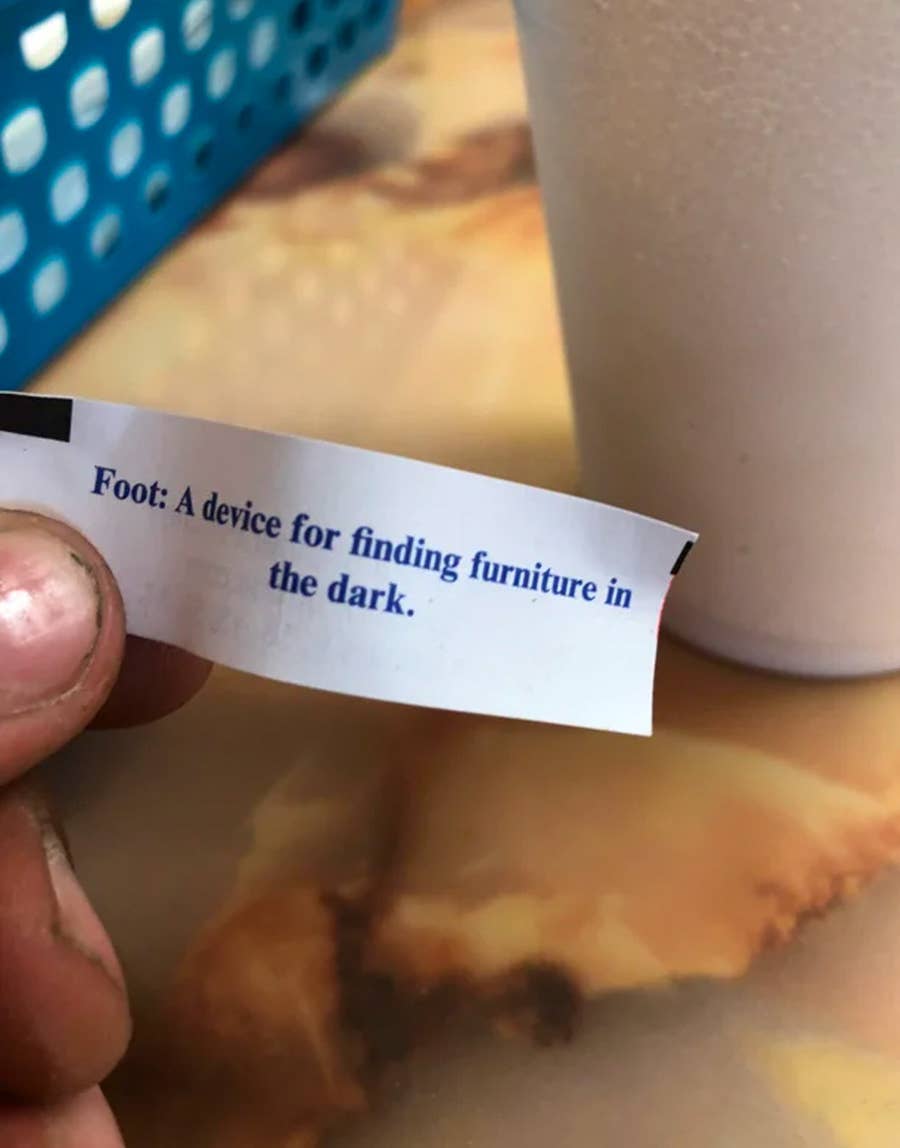 Foot: A device for finding furniture in
the dark.